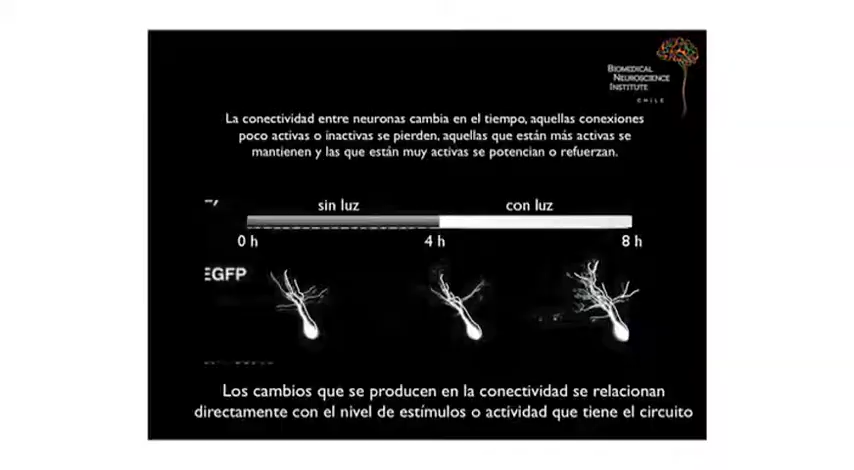 BIOMEDICAL
NEUROSCIENCE
INSTITUTE
CHILE
La conectividad entre neuronas cambia en el tiempo, aquellas conexiones
poco activas o inactivas se pierden, aquellas que están más activas se
mantienen y las que están muy activas se potencian o refuerzan.
sin luz con luz
0 h 4 h 8 h
EGFP
Los cambios que se producen en la conectividad se relacionan
directamente con el nivel de estímulos o actividad que tiene el circuito